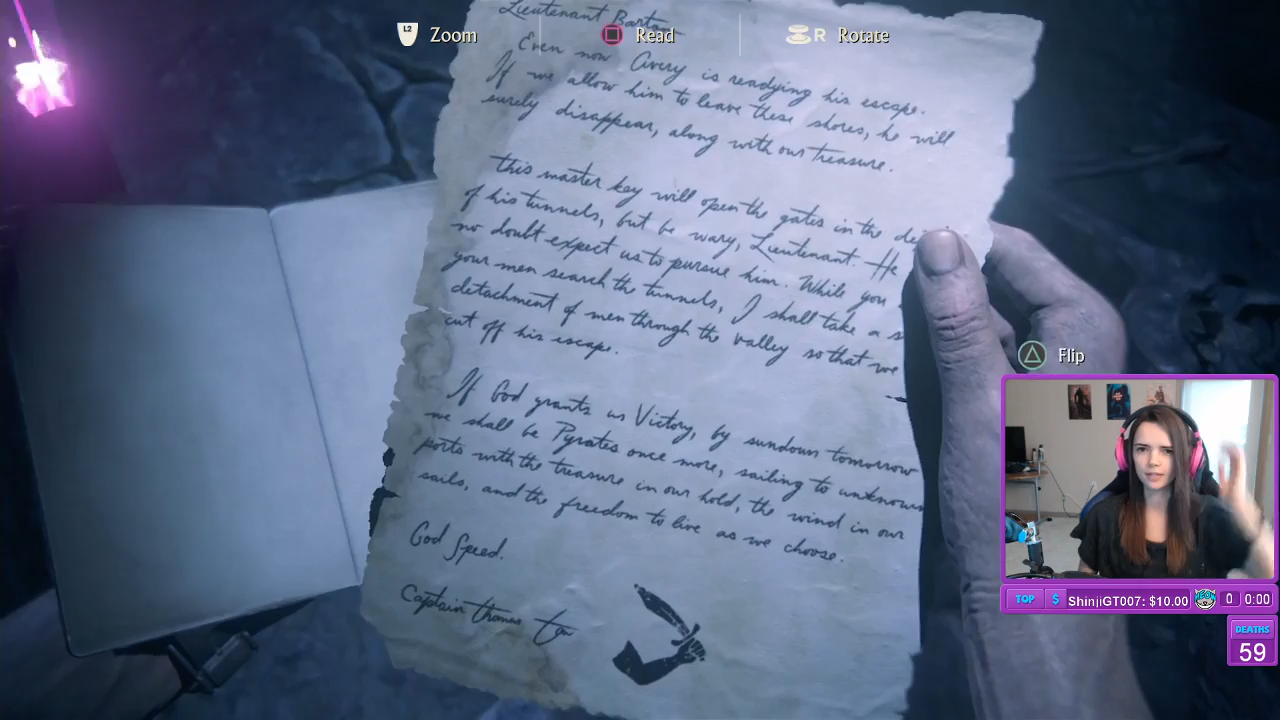 Zoom
Read
R Rotate
L2
Lieutenant Barton
Even now Avery is readying his escape.
If we allow him to leave these shores, he will
surely disappear, along with our treasure.
this master key will open the gates in the
of his tunnels, but be wary, Lieutenant. He
no doubt expect us to pursue him. While you
your men search the tunnels, I shall take a
detachment of men through the valley so that we
cut off his escape.
If God grants us Victory, by sundown tomorrow
we shall be Pyrates once more, sailing to unknown
ports with the treasure in our hold, the wind in our
sails, and the freedom to live as we choose.
God Speed.
Captain Thomas Tew
Flip
TOP $ ShinjiGT007: $10.00 0 0:00
DEATHS
59